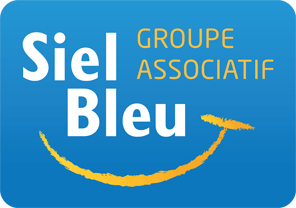 Siel
Bleu
GROUPE
ASSOCIATIF